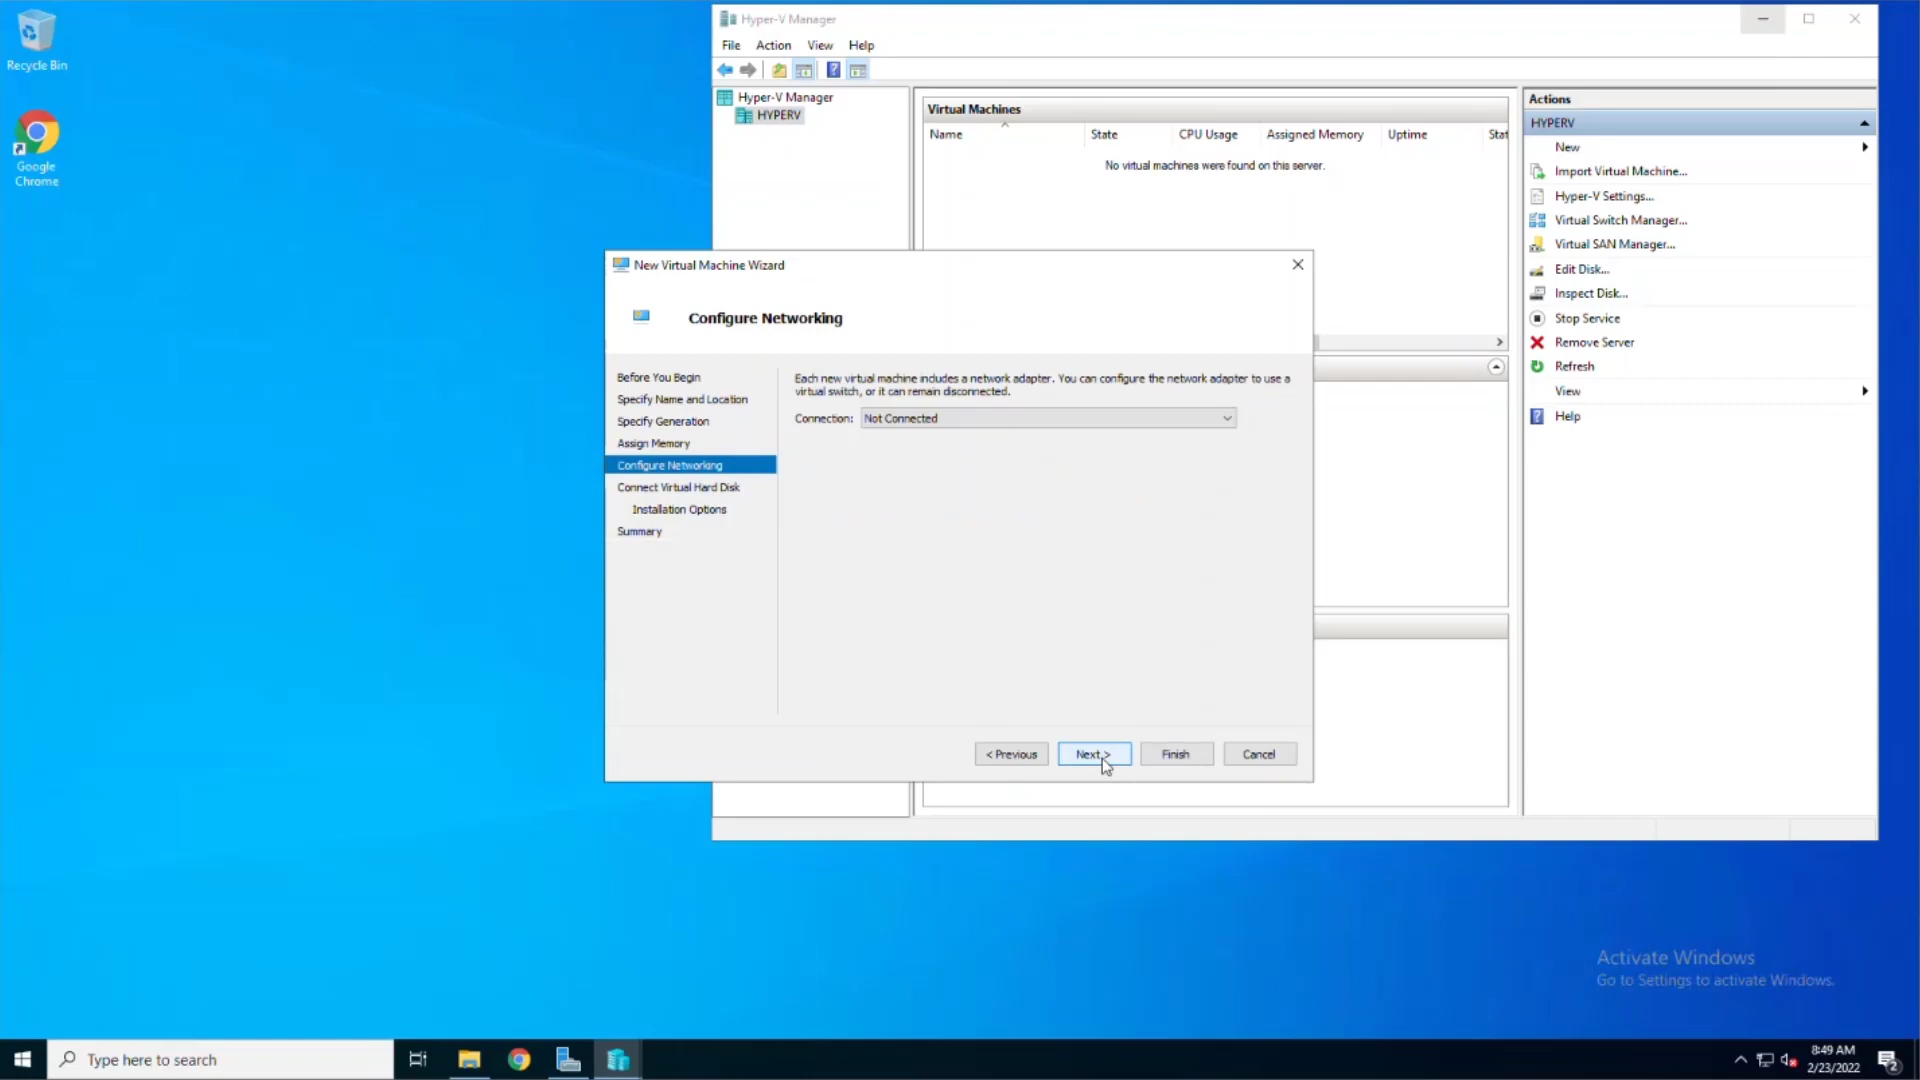 Recycle Bin
Google
Chrome
Hyper-V Manager
File Action View Help
Hyper-V Manager
HYPERV
Virtual Machines
Name State CPU Usage Assigned Memory Uptime Stat
No virtual machines were found on this server.
Actions
HYPERV
New
Import Virtual Machine...
Hyper-V Settings...
Virtual Switch Manager...
Virtual SAN Manager...
Edit Disk...
Inspect Disk...
Stop Service
Remove Server
Refresh
View
Help
New Virtual Machine Wizard
Configure Networking
Before You Begin
Specify Name and Location
Specify Generation
Assign Memory
Configure Networking
Connect Virtual Hard Disk
Installation Options
Summary
Each new virtual machine includes a network adapter. You can configure the network adapter to use a
virtual switch, or it can remain disconnected.
Connection: Not Connected
< Previous Next > Finish Cancel
Activate Windows
Go to Settings to activate Windows.
Type here to search
8:49 AM
2/23/2022
2